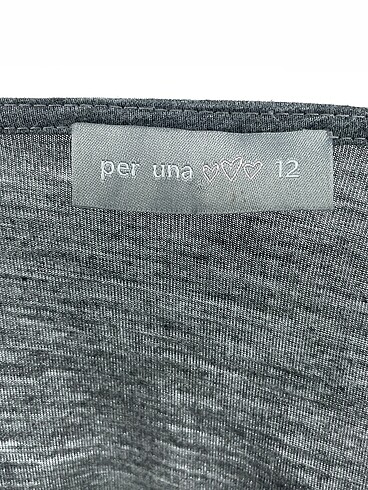 per una ♡♡♡ 12